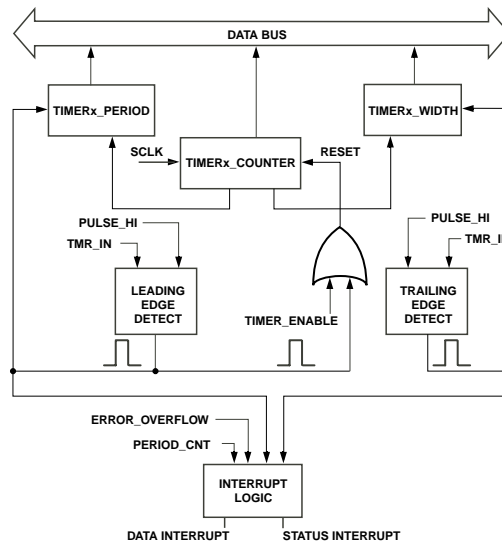 DATA BUS
TIMERx_PERIOD
TIMERx_WIDTH
SCLK
TIMERx_COUNTER
RESET
PULSE_HI
TMR_IN
LEADING
EDGE
DETECT
TIMER_ENABLE
PULSE_HI
TMR_I
TRAILING
EDGE
DETECT
ERROR_OVERFLOW
PERIOD_CNT
INTERRUPT
LOGIC
DATA INTERRUPT
STATUS INTERRUPT